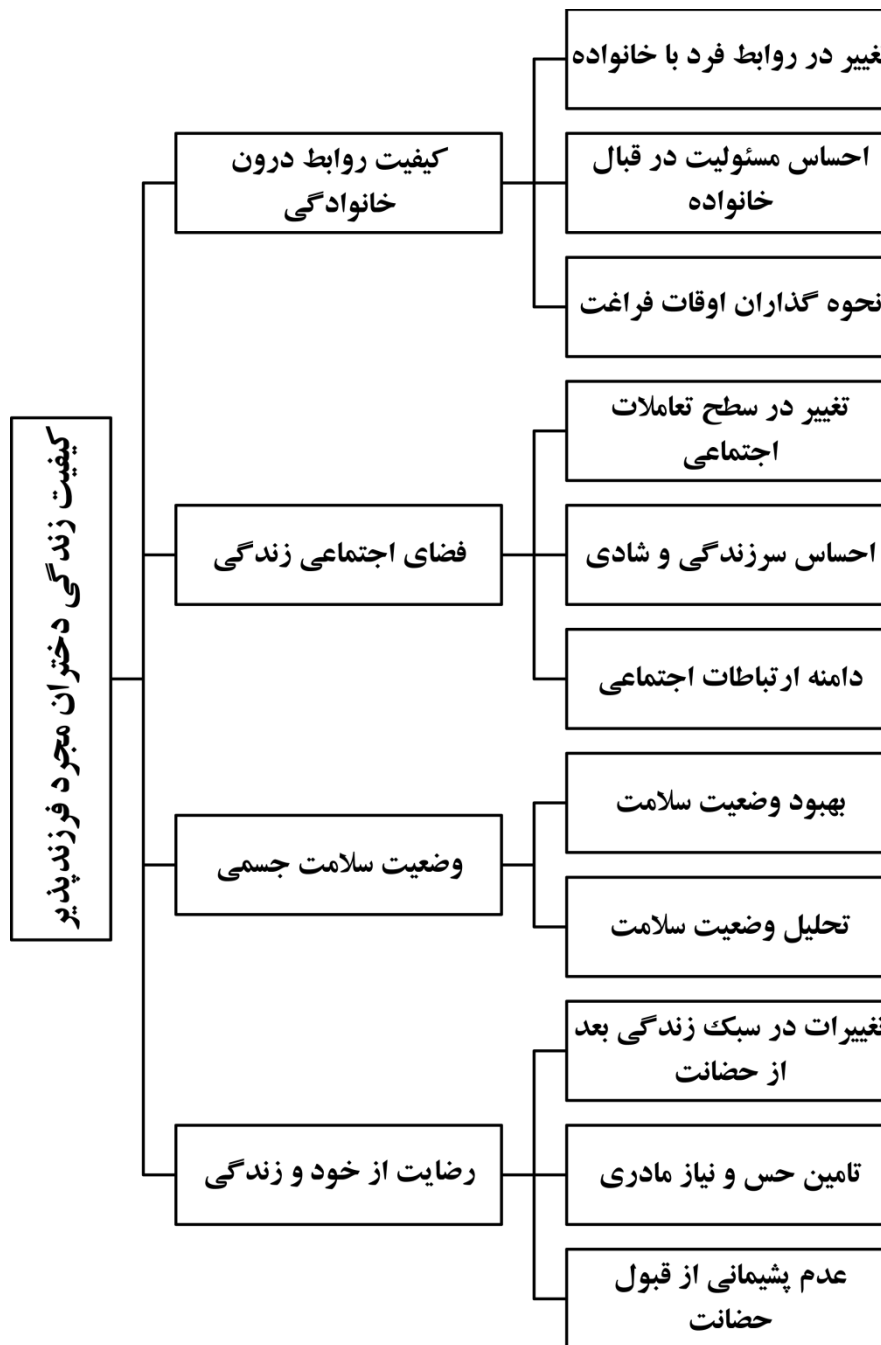 کیفیت زندگی دختران مجرد فرزندپذیر
کیفیت روابط درون
خانوادگی
تغییر در روابط فرد با خانواده
احساس مسئولیت در قبال
خانواده
نحوه گذاران اوقات فراغت
فضای اجتماعی زندگی
تغییر در سطح تعاملات
اجتماعی
احساس سرزندگی و شادی
دامنه ارتباطات اجتماعی
وضعیت سلامت جسمی
بهبود وضعیت سلامت
تحلیل وضعیت سلامت
رضایت از خود و زندگی
تغییرات در سبک زندگی بعد
از حضانت
تامین حس و نیاز مادری
عدم پشیمانی از قبول
حضانت